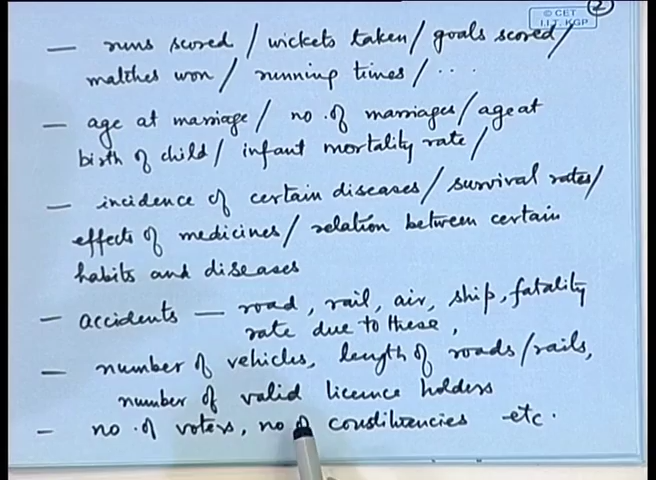 © CET
I.I.T. KGP
2
— runs scored / wickets taken / goals scored /
matches won / running times / ...
— age at marriage / no. of marriages / age at
birth of child / infant mortality rate /
— incidence of certain diseases / survival rates /
effects of medicines / relation between certain
habits and diseases
— accidents — road, rail, air, ship, fatality
rate due to these,
— number of vehicles, length of roads/rails,
number of valid licence holders
— no. of voters, no of constituencies etc.